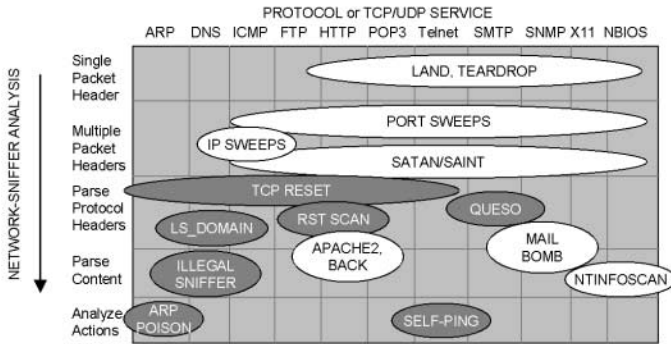 PROTOCOL or TCP/UDP SERVICE
ARP DNS ICMP FTP HTTP POP3 Telnet SMTP SNMP X11 NBIOS
NETWORK-SNIFFER ANALYSIS
Single
Packet
Header
LAND, TEARDROP
Multiple
Packet
Headers
PORT SWEEPS
IP SWEEPS
SATAN/SAINT
Parse
Protocol
Headers
TCP RESET
LS_DOMAIN
RST SCAN
QUESO
Parse
Content
ILLEGAL
SNIFFER
APACHE2,
BACK
MAIL
BOMB
NTINFOSCAN
Analyze
Actions
ARP
POISON
SELF-PING